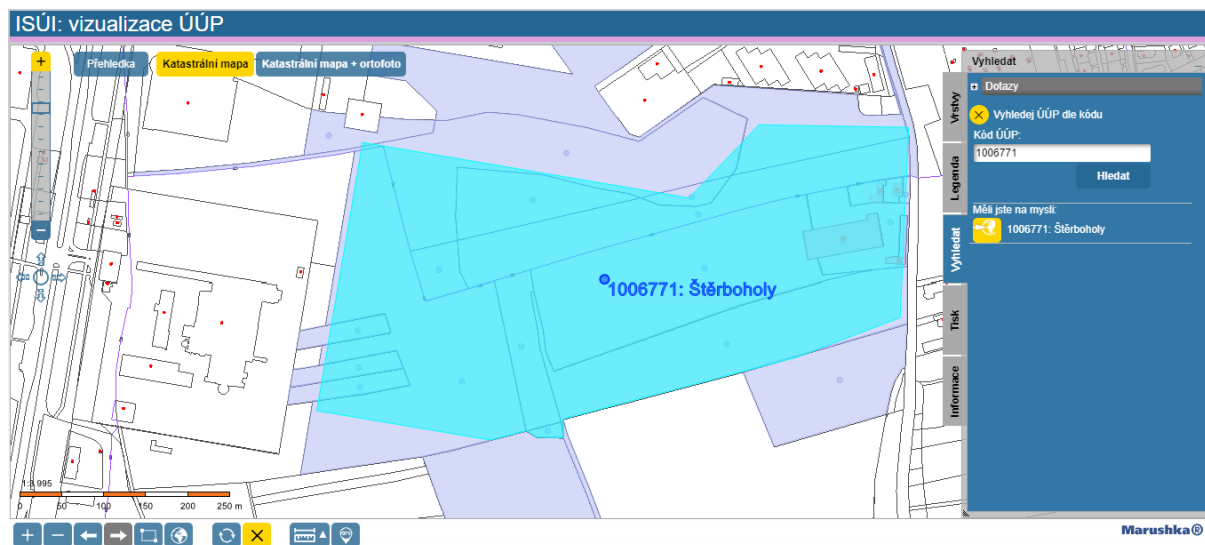 ISÚI: vizualizace ÚÚP
Přehledka
Katastrální mapa
Katastrální mapa + ortofoto
Vyhledat
Dotazy
Vyhledej ÚÚP dle kódu
Kód ÚÚP:
1006771
Hledat
Měli jste na mysli:
1006771: Štěrboholy
Vrstvy
Legenda
Vyhledat
Tisk
Informace
1006771: Štěrboholy
1:3,995
0 50 100 150 200 250 m
GPS
Marushka®